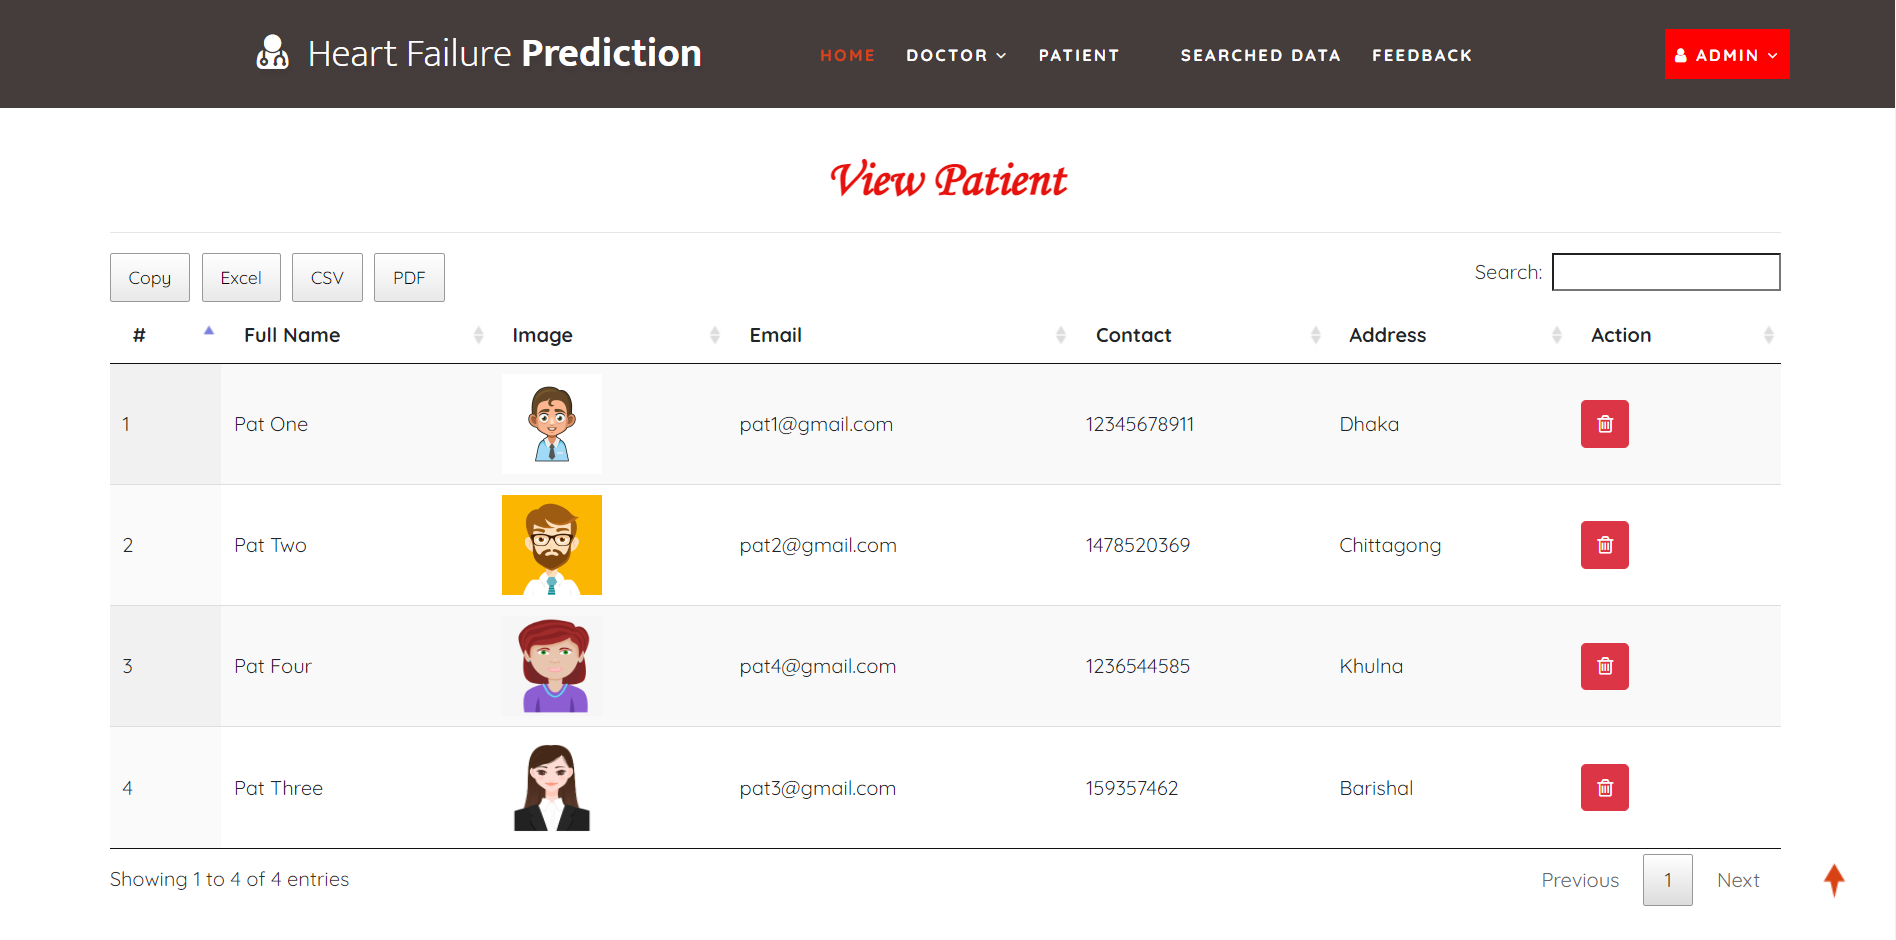 Heart Failure Prediction HOME DOCTOR PATIENT SEARCHED DATA FEEDBACK ADMIN
View Patient
Copy Excel CSV PDF Search:
# Full Name Image Email Contact Address Action
1 Pat One pat1@gmail.com 12345678911 Dhaka
2 Pat Two pat2@gmail.com 1478520369 Chittagong
3 Pat Four pat4@gmail.com 1236544585 Khulna
4 Pat Three pat3@gmail.com 159357462 Barishal
Showing 1 to 4 of 4 entries Previous 1 Next